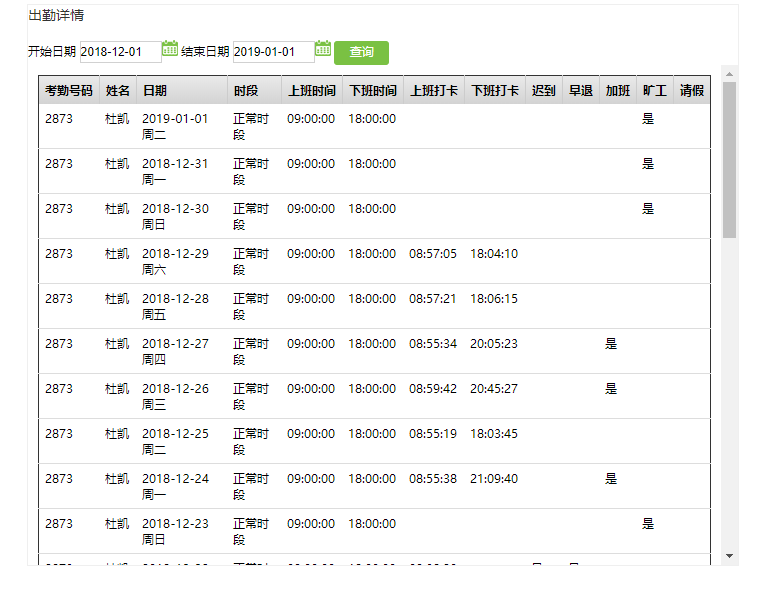 出勤详情
开始日期 2018-12-01 结束日期 2019-01-01 查询
考勤号码 姓名 日期 时段 上班时间 下班时间 上班打卡 下班打卡 迟到 早退 加班 旷工 请假
2873 杜凯 2019-01-01 正常时 09:00:00 18:00:00 是
周二 段
2873 杜凯 2018-12-31 正常时 09:00:00 18:00:00 是
周一 段
2873 杜凯 2018-12-30 正常时 09:00:00 18:00:00 是
周日 段
2873 杜凯 2018-12-29 正常时 09:00:00 18:00:00 08:57:05 18:04:10
周六 段
2873 杜凯 2018-12-28 正常时 09:00:00 18:00:00 08:57:21 18:06:15
周五 段
2873 杜凯 2018-12-27 正常时 09:00:00 18:00:00 08:55:34 20:05:23 是
周四 段
2873 杜凯 2018-12-26 正常时 09:00:00 18:00:00 08:59:42 20:45:27 是
周三 段
2873 杜凯 2018-12-25 正常时 09:00:00 18:00:00 08:55:19 18:03:45
周二 段
2873 杜凯 2018-12-24 正常时 09:00:00 18:00:00 08:55:38 21:09:40 是
周一 段
2873 杜凯 2018-12-23 正常时 09:00:00 18:00:00 是
周日 段